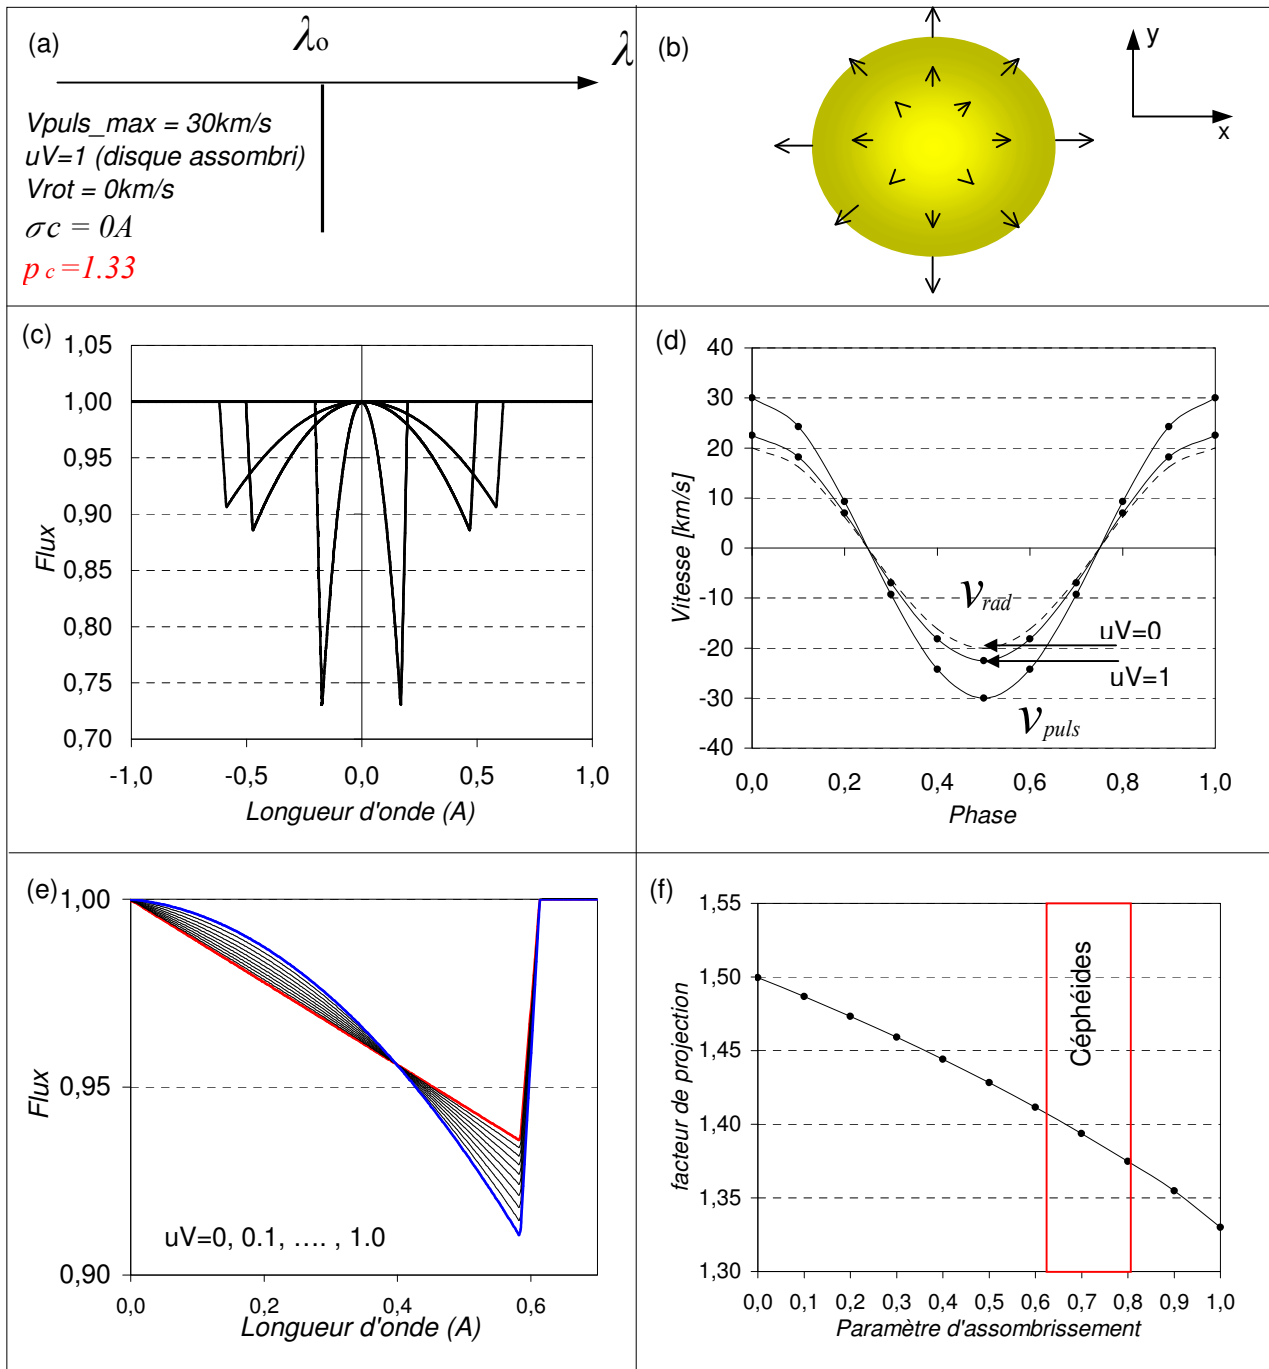 (a)
λo
λ
Vpuls_max = 30km/s
uV=1 (disque assombri)
Vrot = 0km/s
σc = 0A
pc=1.33
(b)
y
x
(c)
1,05
1,00
0,95
0,90
0,85
0,80
0,75
0,70
Flux
-1,0 -0,5 0,0 0,5 1,0
Longueur d'onde (A)
(d)
40
30
20
10
0
-10
-20
-30
-40
Vitesse [km/s]
Vrad
uV=0
uV=1
Vpuls
0,0 0,2 0,4 0,6 0,8 1,0
Phase
(e)
1,00
0,95
0,90
Flux
uV=0, 0.1, .... , 1.0
0,0 0,2 0,4 0,6
Longueur d'onde (A)
(f)
1,55
1,50
1,45
1,40
1,35
1,30
facteur de projection
Céphéides
0,0 0,1 0,2 0,3 0,4 0,5 0,6 0,7 0,8 0,9 1,0
Paramètre d'assombrissement